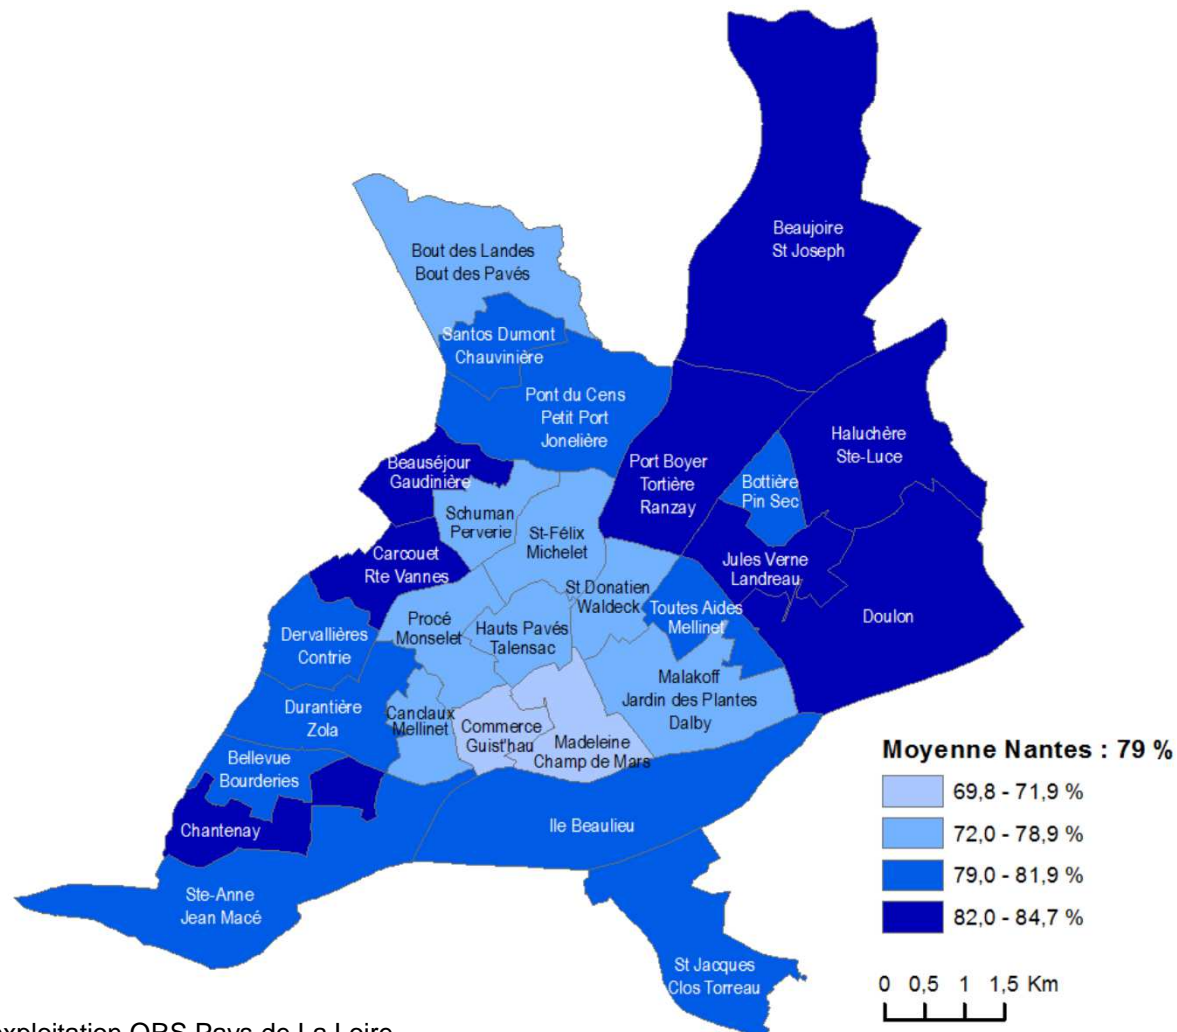 Beaujoire
St Joseph
Bout des Landes
Bout des Pavés
Santos Dumont
Chauvinière
Pont du Cens
Petit Port
Jonelière
Haluchère
Ste-Luce
Beauséjour
Gaudinière
Port Boyer
Tortière
Ranzay
Bottière
Pin Sec
Schuman
Perverie
St-Félix
Michelet
Carcouet
Rte Vannes
Jules Verne
Landreau
St Donatien
Waldeck
Toutes Aides
Mellinet
Doulon
Procé
Monselet
Hauts Pavés
Talensac
Dervallières
Contrie
Malakoff
Jardin des Plantes
Dalby
Durantière
Zola
Canclaux
Mellinet
Commerce
Guist'hau
Madeleine
Champ de Mars
Bellevue
Bourderies
Chantenay
Ile Beaulieu
Ste-Anne
Jean Macé
St Jacques
Clos Torreau
Moyenne Nantes : 79 %
69,8 - 71,9 %
72,0 - 78,9 %
79,0 - 81,9 %
82,0 - 84,7 %
0 0,5 1 1,5 Km